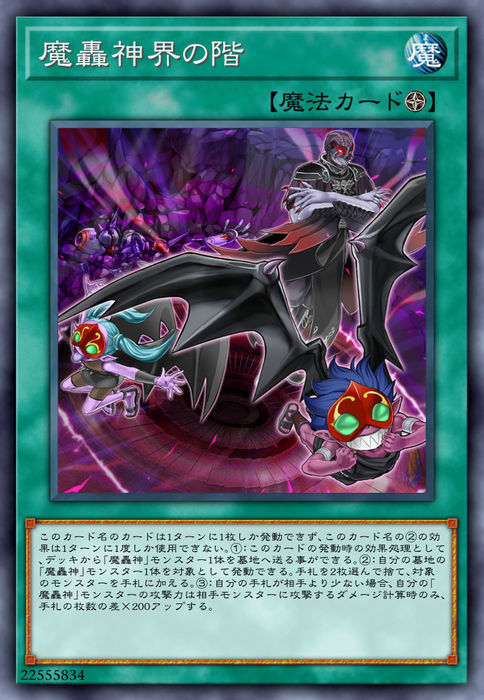 魔轟神界の階
魔
【魔法カード】
このカード名のカードは1ターンに1枚しか発動できず、このカード名の②の効
果は1ターンに1度しか使用できない。①:このカードの発動時の効果処理として、
デッキから「魔轟神」モンスター1体を墓地へ送る事ができる。②:自分の墓地の
「魔轟神」モンスター1体を対象として発動できる。手札を2枚選んで捨て、対象
のモンスターを手札に加える。③:自分の手札が相手より少ない場合、自分の「
魔轟神」モンスターの攻撃力は相手モンスターに攻撃するダメージ計算時のみ、
手札の枚数の差×200アップする。
22555834